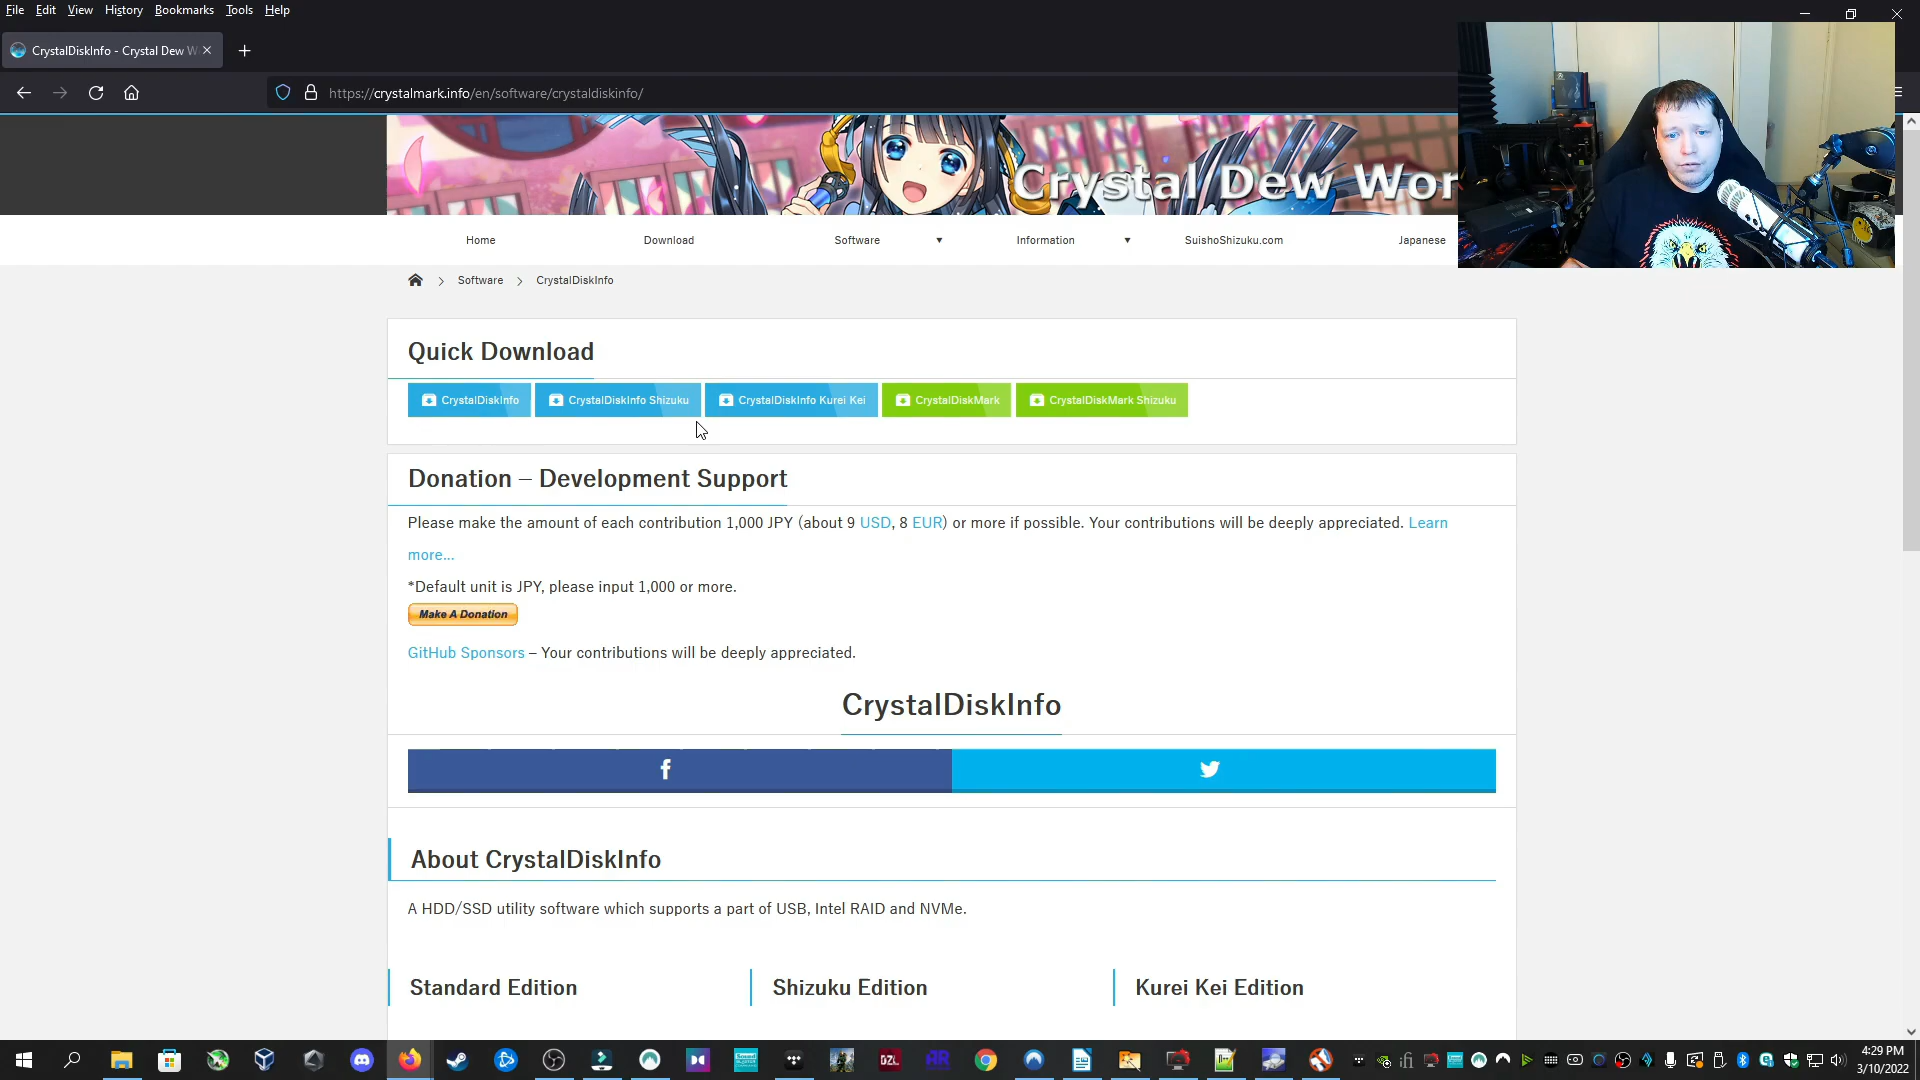 File Edit View History Bookmarks Tools Help
CrystalDiskInfo - Crystal Dew W
https://crystalmark.info/en/software/crystaldiskinfo/
Crystal Dew Wor
Home Download Software Information SuishoShizuku.com Japanese
Software CrystalDiskInfo
Quick Download
CrystalDiskInfo CrystalDiskInfo Shizuku CrystalDiskInfo Kurei Kei CrystalDiskMark CrystalDiskMark Shizuku
Donation – Development Support
Please make the amount of each contribution 1,000 JPY (about 9 USD, 8 EUR) or more if possible. Your contributions will be deeply appreciated. Learn
more...
*Default unit is JPY, please input 1,000 or more.
Make A Donation
GitHub Sponsors – Your contributions will be deeply appreciated.
CrystalDiskInfo
About CrystalDiskInfo
A HDD/SSD utility software which supports a part of USB, Intel RAID and NVMe.
Standard Edition Shizuku Edition Kurei Kei Edition
4:29 PM
3/10/2022